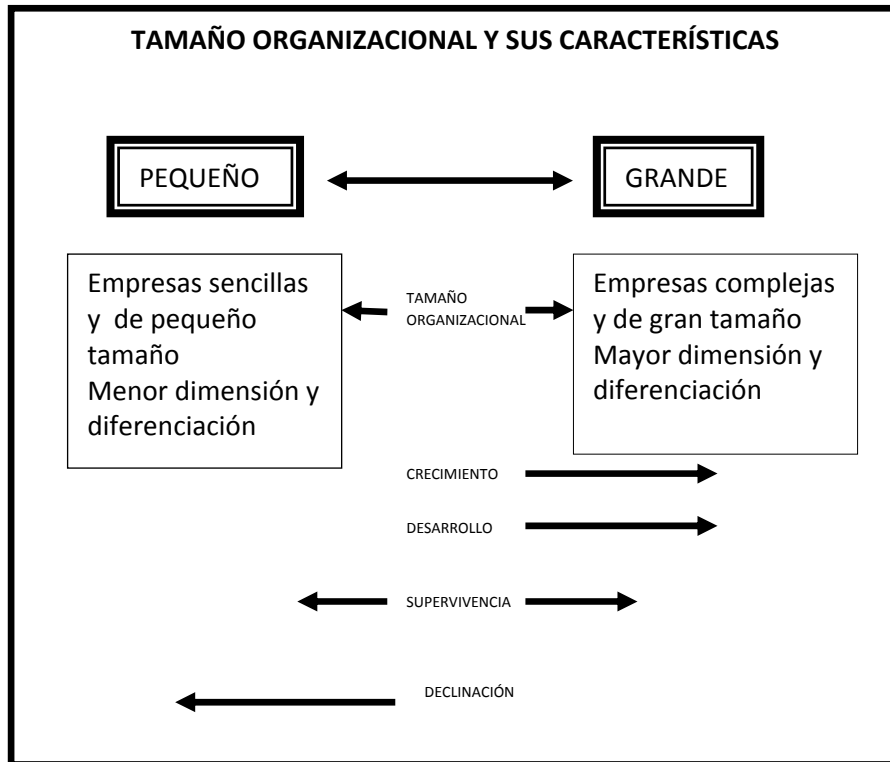 TAMAÑO ORGANIZACIONAL Y SUS CARACTERÍSTICAS
PEQUEÑO
GRANDE
Empresas sencillas
y de pequeño
tamaño
Menor dimensión y
diferenciación
TAMAÑO
ORGANIZACIONAL
Empresas complejas
y de gran tamaño
Mayor dimensión y
diferenciación
CRECIMIENTO
DESARROLLO
SUPERVIVENCIA
DECLINACIÓN